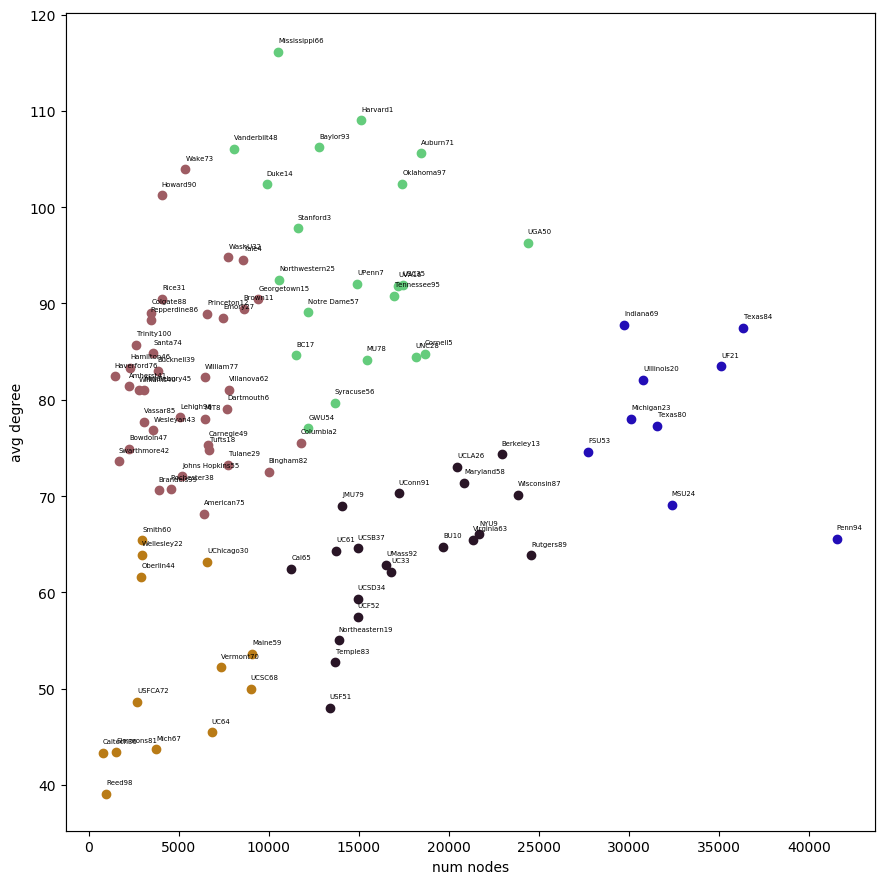 120
Mississippi66
110
Harvard1
Vanderbilt48
Baylor93
Auburn71
Wake73
Duke14
Oklahoma97
Howard90
100
Stanford3
UGA50
WashU32
Yale4
Northwestern25
UPenn7
Tennessee95
Rice31
Georgetown15
Brown11
Colgate88
Princeton12
Notre Dame57
90
Pepperdine86
Emory27
Indiana69
Texas84
Trinity100
Santa74
BC17
MU78
UNC28
Cornell5
Hamilton46
Bucknell39
Haverford76
UF21
William77
Amherst41
Villanova62
Uillinois20
Dartmouth6
Syracuse56
80
Vassar85
Lehigh96
MIT8
GWU54
Michigan23
Wesleyan43
Texas80
Bowdoin47
Carnegie49
Tufts18
Columbia2
Swarthmore42
Tulane29
Berkeley13
FSU53
Johns Hopkins55
Bingham82
UCLA26
Maryland58
Rochester38
70
American75
JMU79
UConn91
Wisconsin87
MSU24
Smith60
Wellesley22
Oberlin44
UChicago30
Cal65
UC61
UCSB37
UMass92
UC33
BU10
Virginia63
NYU9
Rutgers89
Penn94
60
UCSD34
UCF52
Northeastern19
Maine59
Vermont70
Temple83
UCSC68
50
USFCA72
USF51
UC64
Mich67
Simmons81
40
Reed98
avg degree
0
5000
10000
15000
20000
25000
30000
35000
40000
num nodes